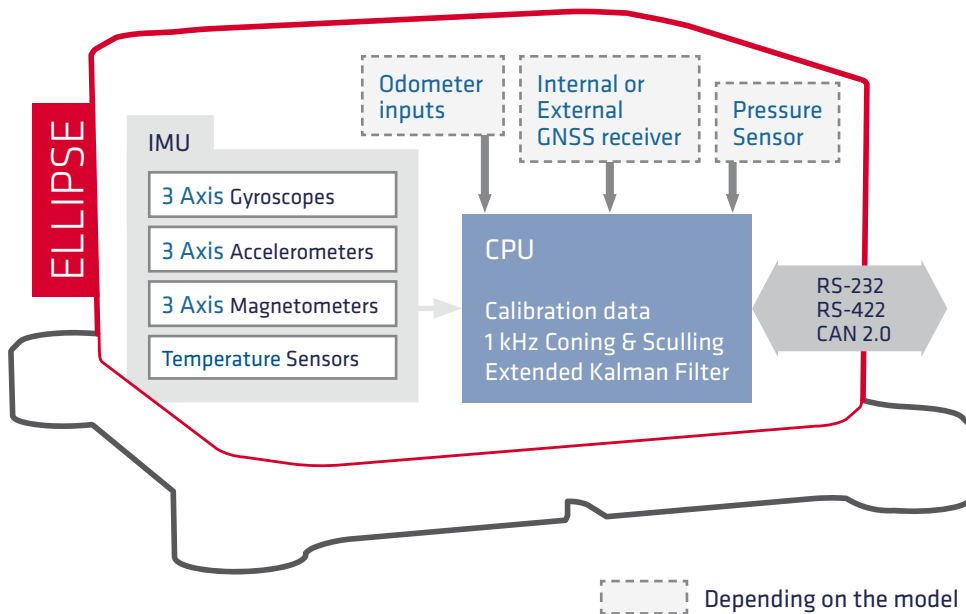 ELLIPSE
IMU
3 Axis Gyroscopes
3 Axis Accelerometers
3 Axis Magnetometers
Temperature Sensors
Odometer
inputs
Internal or
External
GNSS receiver
Pressure
Sensor
CPU
Calibration data
1 kHz Coning & Sculling
Extended Kalman Filter
RS-232
RS-422
CAN 2.0
Depending on the model